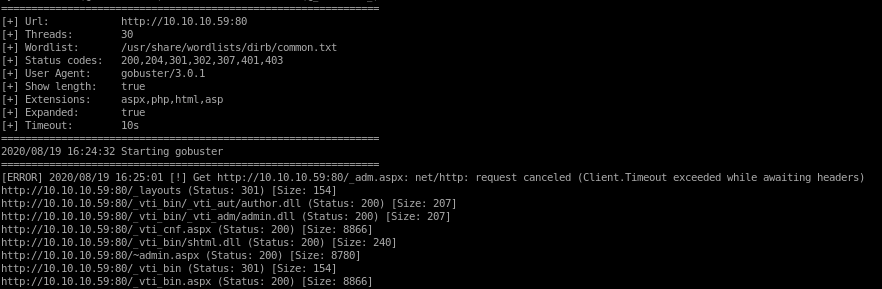 ===============================================================
[+] Url:            http://10.10.10.59:80
[+] Threads:        30
[+] Wordlist:       /usr/share/wordlists/dirb/common.txt
[+] Status codes:   200,204,301,302,307,401,403
[+] User Agent:     gobuster/3.0.1
[+] Show length:    true
[+] Extensions:     aspx,php,html,asp
[+] Expanded:       true
[+] Timeout:        10s
===============================================================
2020/08/19 16:24:32 Starting gobuster
===============================================================
[ERROR] 2020/08/19 16:25:01 [!] Get http://10.10.10.59:80/_adm.aspx: net/http: request canceled (Client.Timeout exceeded while awaiting headers)
http://10.10.10.59:80/_layouts (Status: 301) [Size: 154]
http://10.10.10.59:80/_vti_bin/_vti_aut/author.dll (Status: 200) [Size: 207]
http://10.10.10.59:80/_vti_bin/_vti_adm/admin.dll (Status: 200) [Size: 207]
http://10.10.10.59:80/_vti_cnf.aspx (Status: 200) [Size: 8866]
http://10.10.10.59:80/_vti_bin/shtml.dll (Status: 200) [Size: 240]
http://10.10.10.59:80/~admin.aspx (Status: 200) [Size: 8780]
http://10.10.10.59:80/_vti_bin (Status: 301) [Size: 154]
http://10.10.10.59:80/_vti_bin.aspx (Status: 200) [Size: 8866]